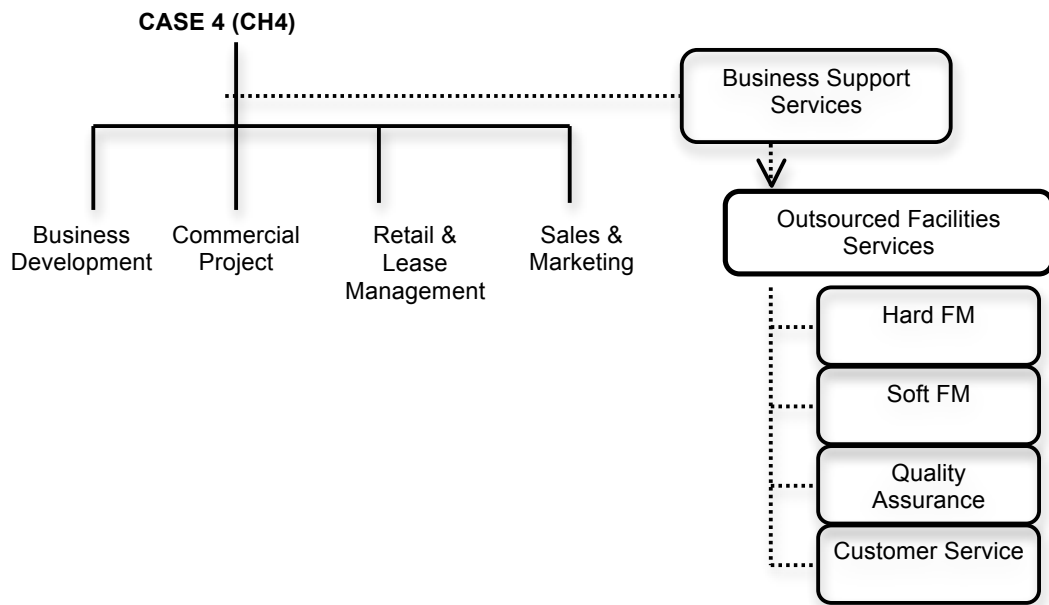 CASE 4 (CH4)
Business Support
Services
Outsourced Facilities
Services
Business
Development
Commercial
Project
Retail &
Lease
Management
Sales &
Marketing
Hard FM
Soft FM
Quality
Assurance
Customer Service